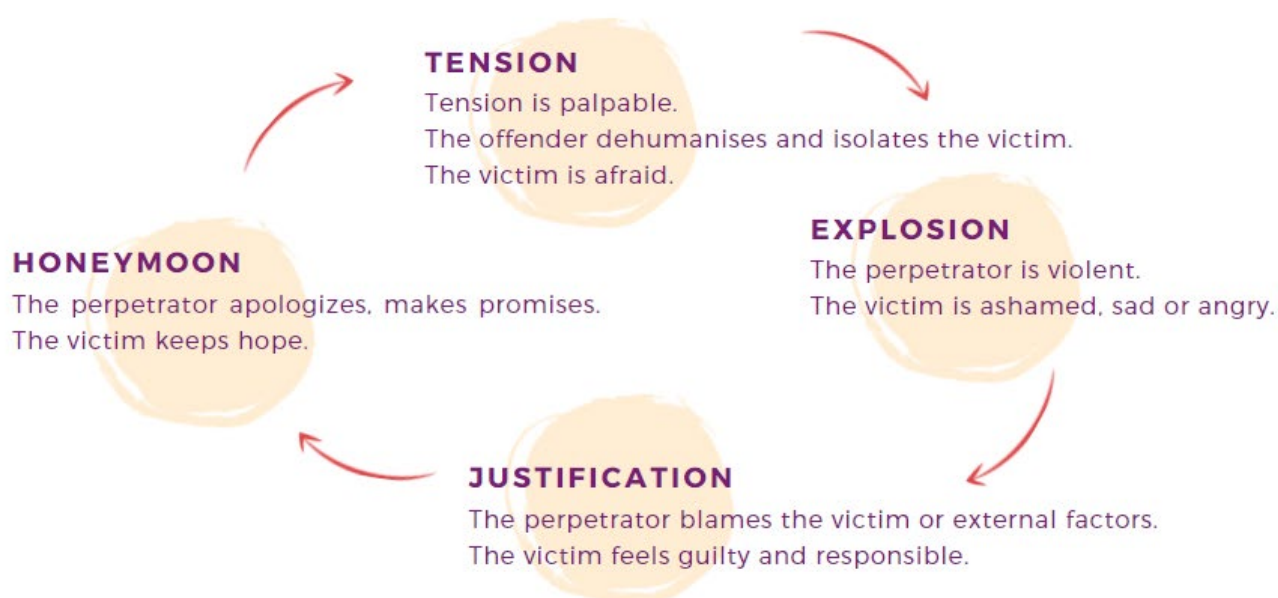 TENSION
Tension is palpable.
The offender dehumanises and isolates the victim.
The victim is afraid.
EXPLOSION
The perpetrator is violent.
The victim is ashamed, sad or angry.
HONEYMOON
The perpetrator apologizes, makes promises.
The victim keeps hope.
JUSTIFICATION
The perpetrator blames the victim or external factors.
The victim feels guilty and responsible.